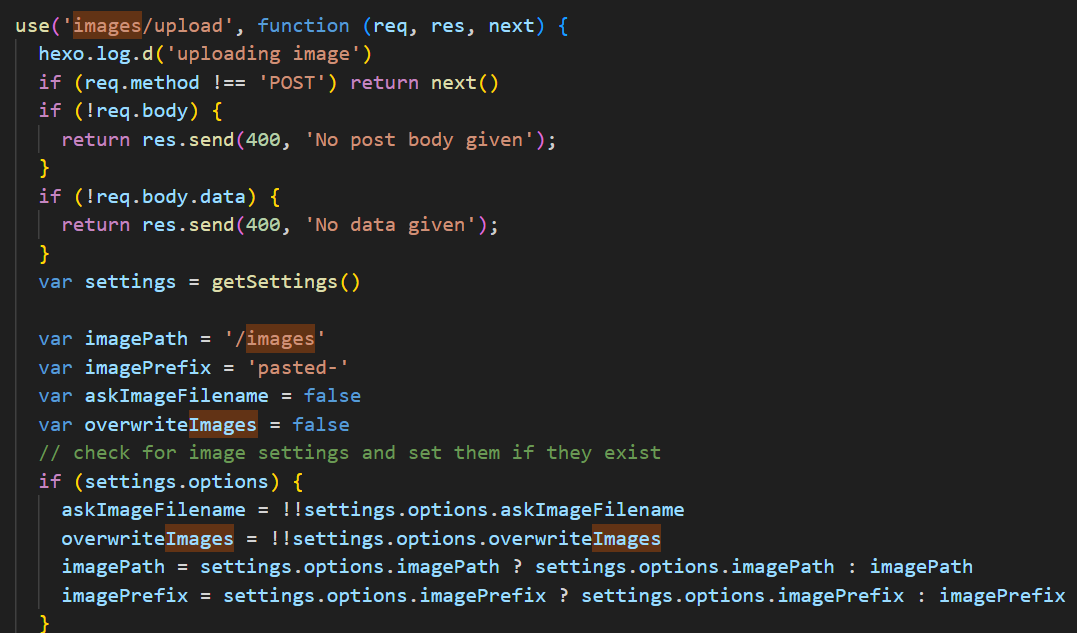 use('images/upload', function (req, res, next) {
  hexo.log.d('uploading image')
  if (req.method !== 'POST') return next()
  if (!req.body) {
    return res.send(400, 'No post body given');
  }
  if (!req.body.data) {
    return res.send(400, 'No data given');
  }
  var settings = getSettings()

  var imagePath = '/images'
  var imagePrefix = 'pasted-'
  var askImageFilename = false
  var overwriteImages = false
  // check for image settings and set them if they exist
  if (settings.options) {
    askImageFilename = !!settings.options.askImageFilename
    overwriteImages = !!settings.options.overwriteImages
    imagePath = settings.options.imagePath ? settings.options.imagePath : imagePath
    imagePrefix = settings.options.imagePrefix ? settings.options.imagePrefix : imagePrefix
  }